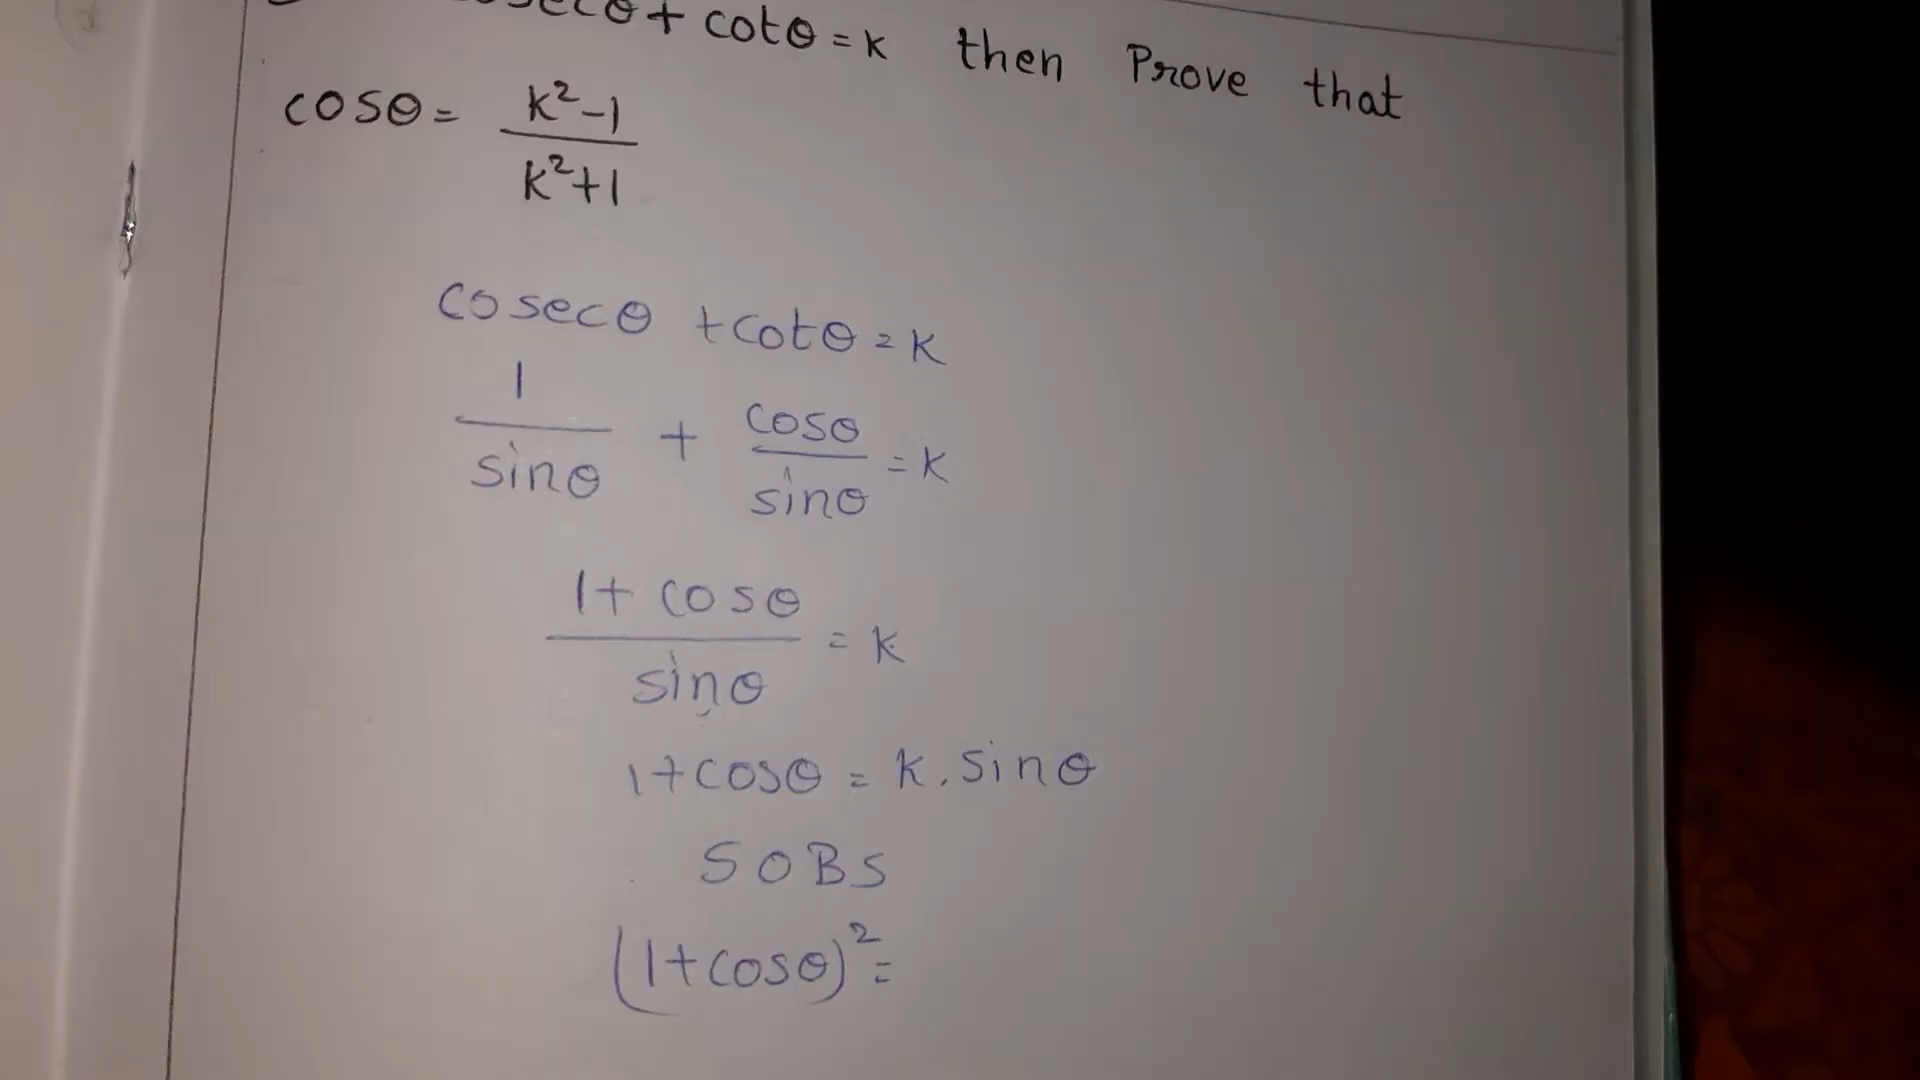 cosecθ + cotθ = k then Prove that
cosθ = k²-1 / k²+1
cosecθ + cotθ = k
1/sinθ + cosθ/sinθ = k
1+cosθ / sinθ = k
1+cosθ = k.sinθ
SOBS
(1+cosθ)² =